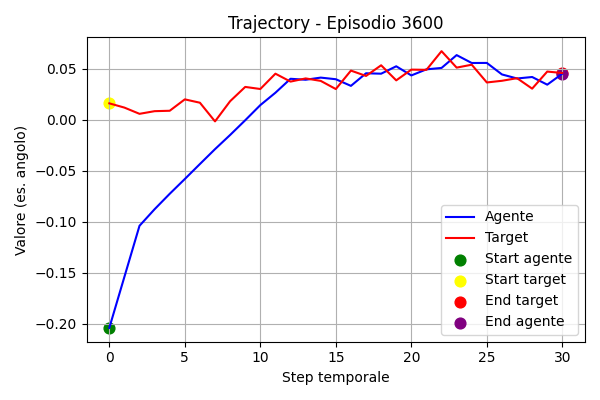 Trajectory - Episodio 3600
Valore (es. angolo)
0.05
0.00
−0.05
−0.10
−0.15
−0.20
Agente
Target
Start agente
Start target
End target
End agente
0 5 10 15 20 25 30
Step temporale